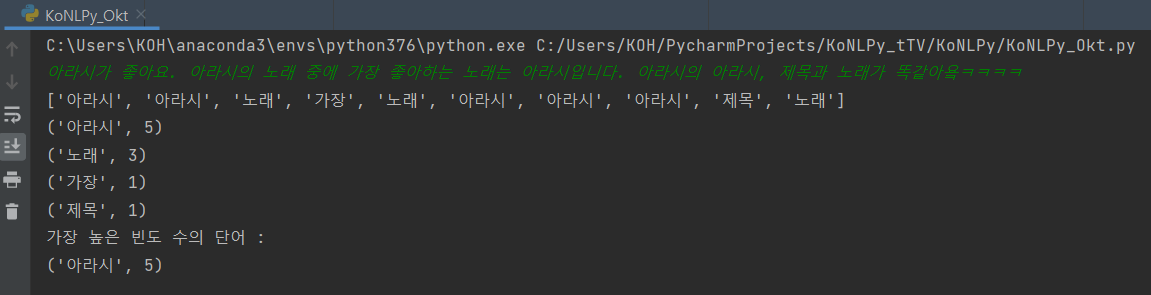 KoNLPy_Okt
C:\Users\KOH\anaconda3\envs\python376\python.exe C:/Users/KOH/PycharmProjects/KoNLPy_tTV/KoNLPy/KoNLPy_Okt.py
아라시가 좋아요. 아라시의 노래 중에 가장 좋아하는 노래는 아라시입니다. 아라시의 아라시, 제목과 노래가 똑같아욬ㅋㅋㅋㅋ
['아라시', '아라시', '노래', '가장', '노래', '아라시', '아라시', '아라시', '제목', '노래']
('아라시', 5)
('노래', 3)
('가장', 1)
('제목', 1)
가장 높은 빈도 수의 단어 :
('아라시', 5)